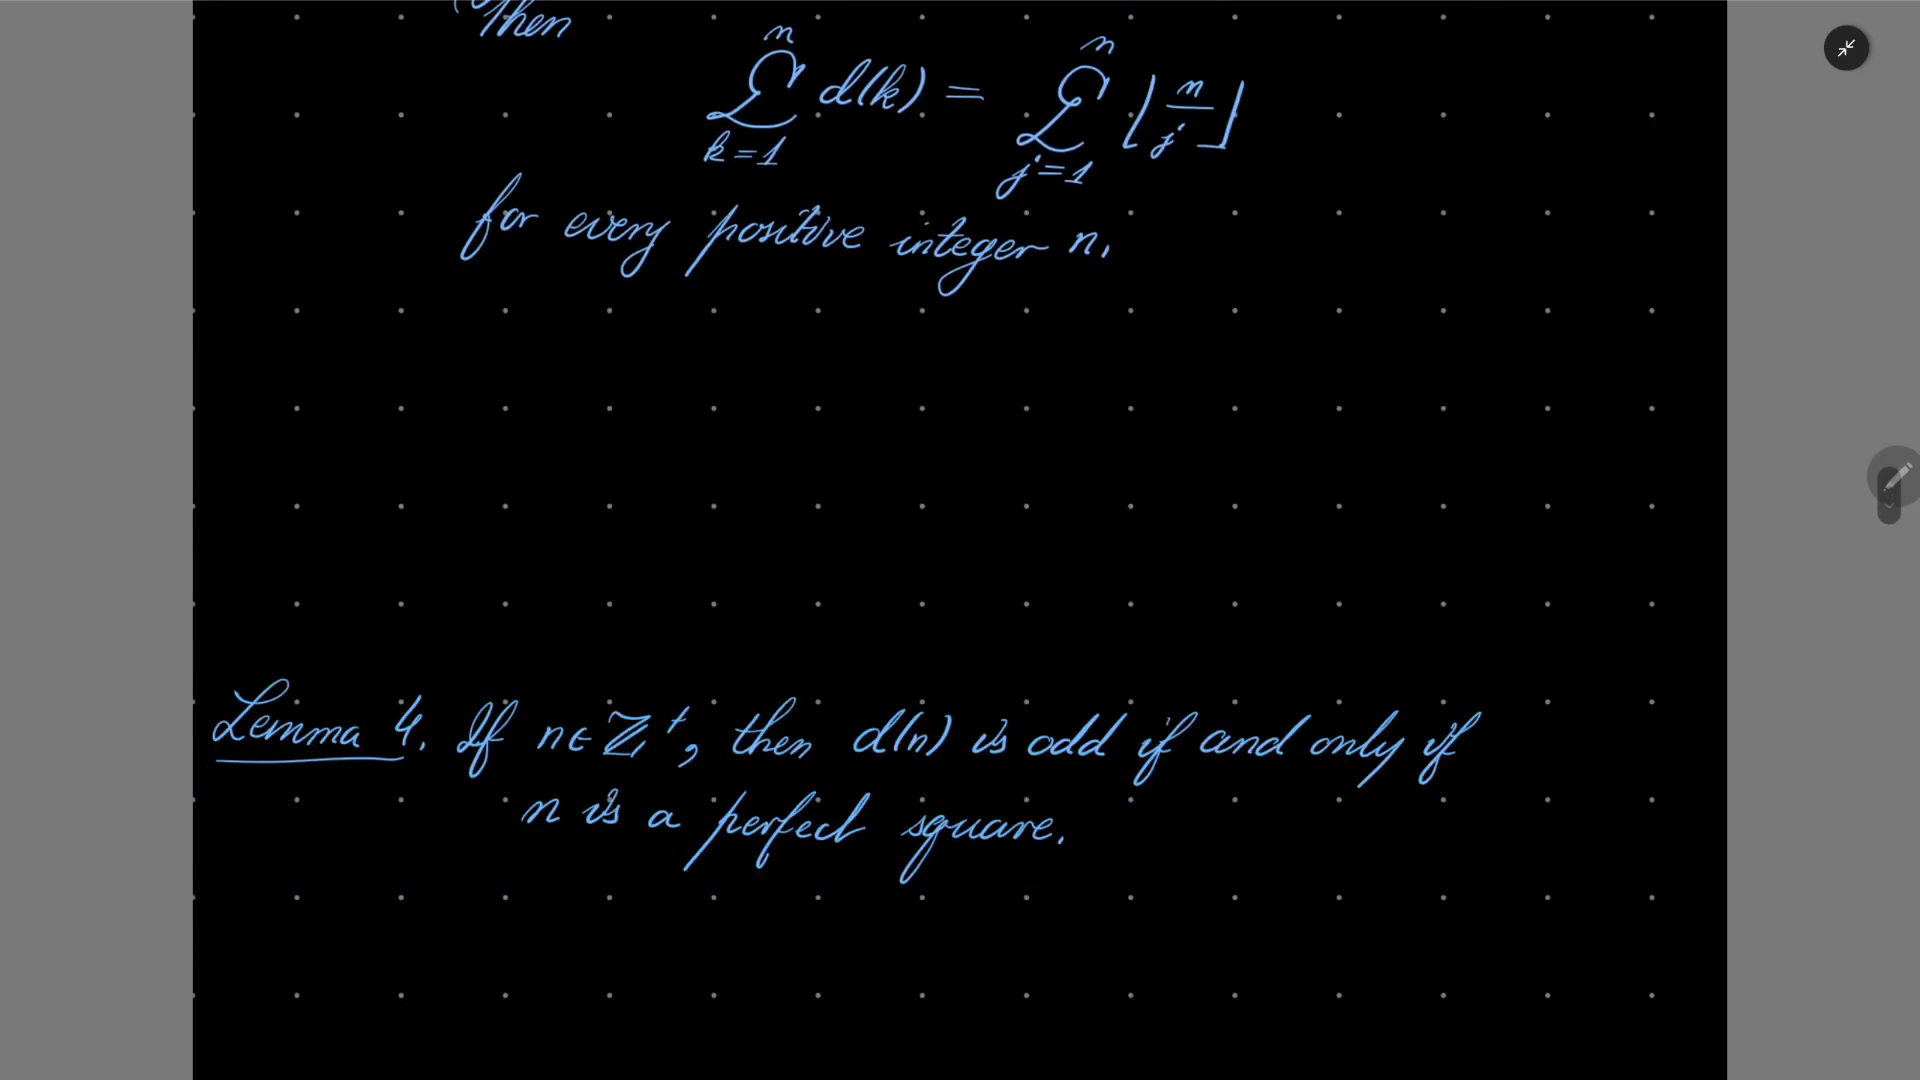 Then
n n
∑ d(k) = ∑ ⌊n/j⌋
k=1 j=1
for every positive integer n.
Lemma 4. If n∈ℤ⁺, then d(n) is odd if and only if
n is a perfect square.